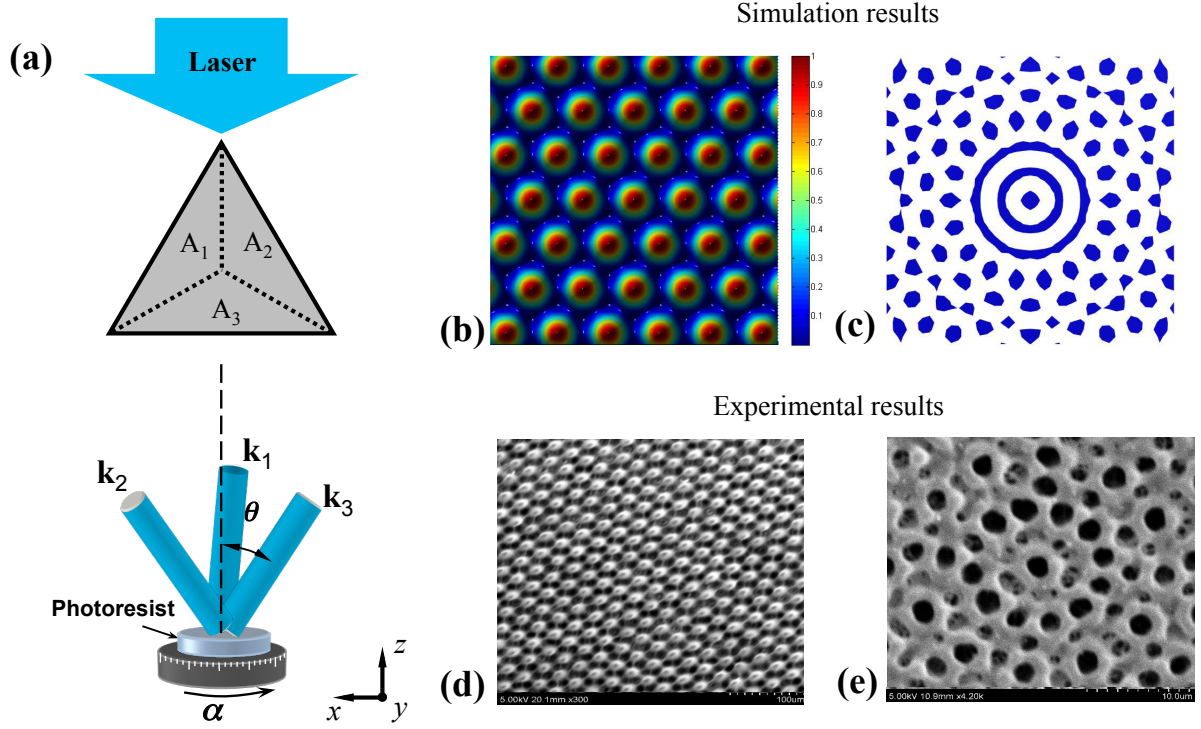 Simulation results
(a)
Laser
A1
A2
A3
1
0.9
0.8
0.7
0.6
0.5
0.4
0.3
0.2
0.1
(b)
(c)
Experimental results
k1
k2
k3
θ
Photoresist
α
z
x
y
(d)
5.00kV 20.1mm x300
100um
(e)
5.00kV 10.9mm x4.20k
10.0um